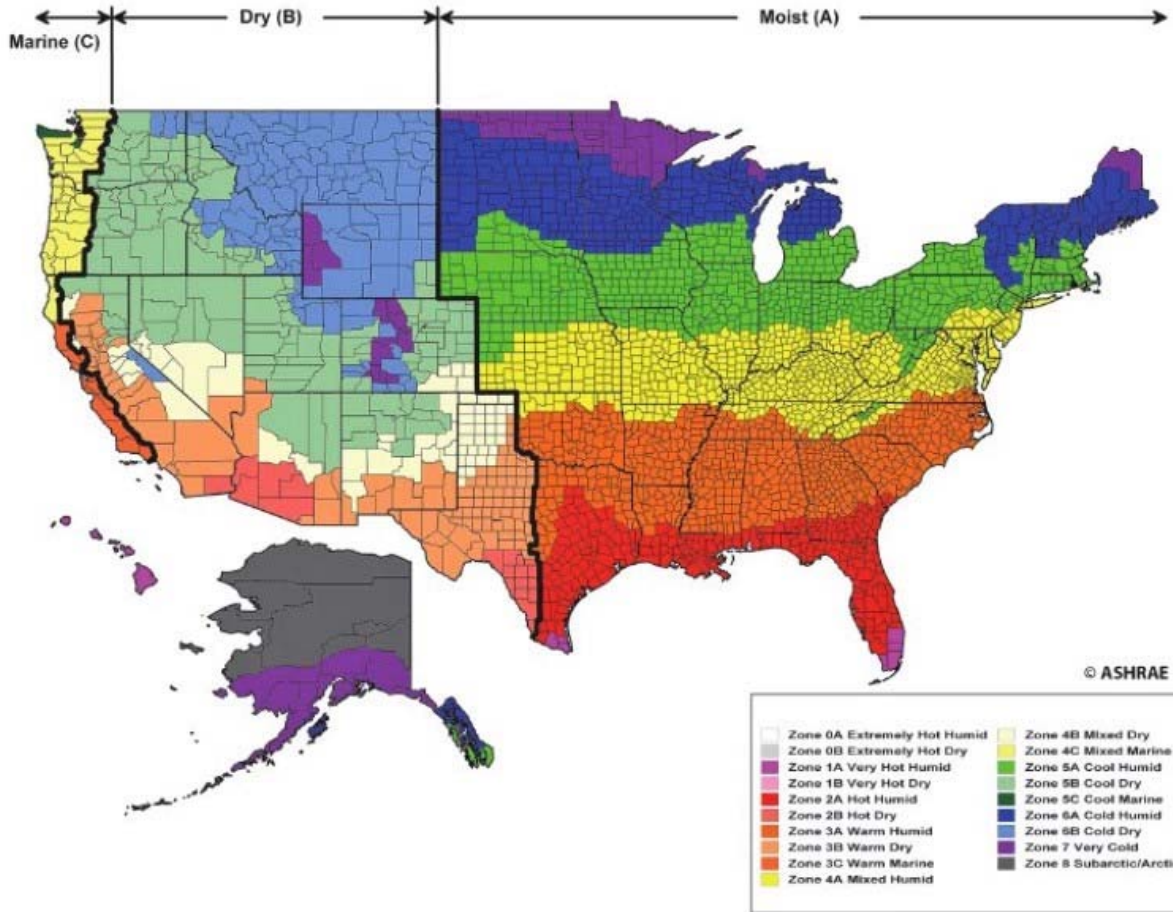 Marine (C)
Dry (B)
Moist (A)
© ASHRAE
Zone 0A Extremely Hot Humid
Zone 0B Extremely Hot Dry
Zone 1A Very Hot Humid
Zone 1B Very Hot Dry
Zone 2A Hot Humid
Zone 2B Hot Dry
Zone 3A Warm Humid
Zone 3B Warm Dry
Zone 3C Warm Marine
Zone 4A Mixed Humid
Zone 4B Mixed Dry
Zone 4C Mixed Marine
Zone 5A Cool Humid
Zone 5B Cool Dry
Zone 5C Cool Marine
Zone 6A Cold Humid
Zone 6B Cold Dry
Zone 7 Very Cold
Zone 8 Subarctic/Arcti